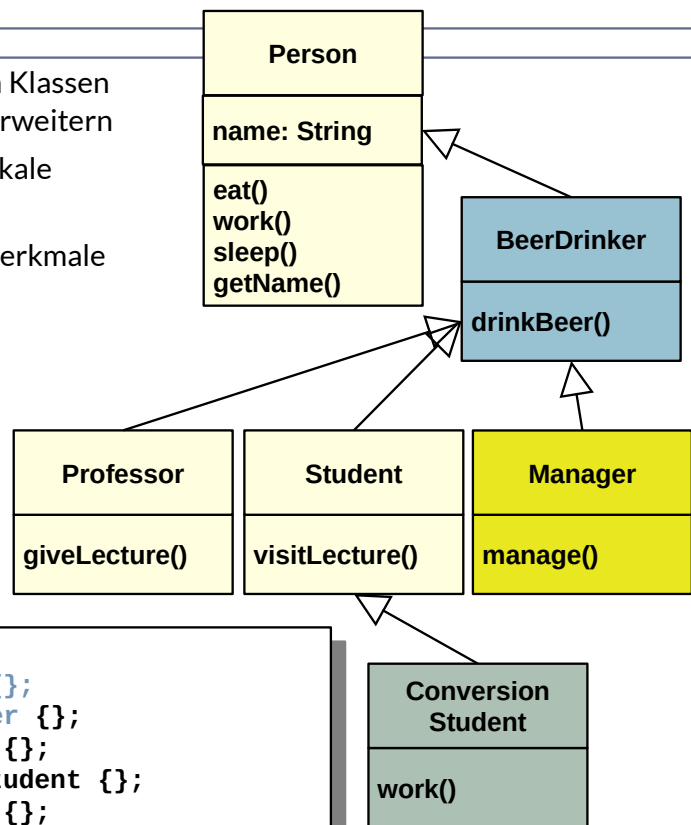 Klassen
rweitern
kale
erkmale
Person
name: String
eat()
work()
sleep()
getName()
BeerDrinker
drinkBeer()
Professor
giveLecture()
Student
visitLecture()
Manager
manage()
Conversion
Student
work()
{};
er {};
{};
tudent {};
{};